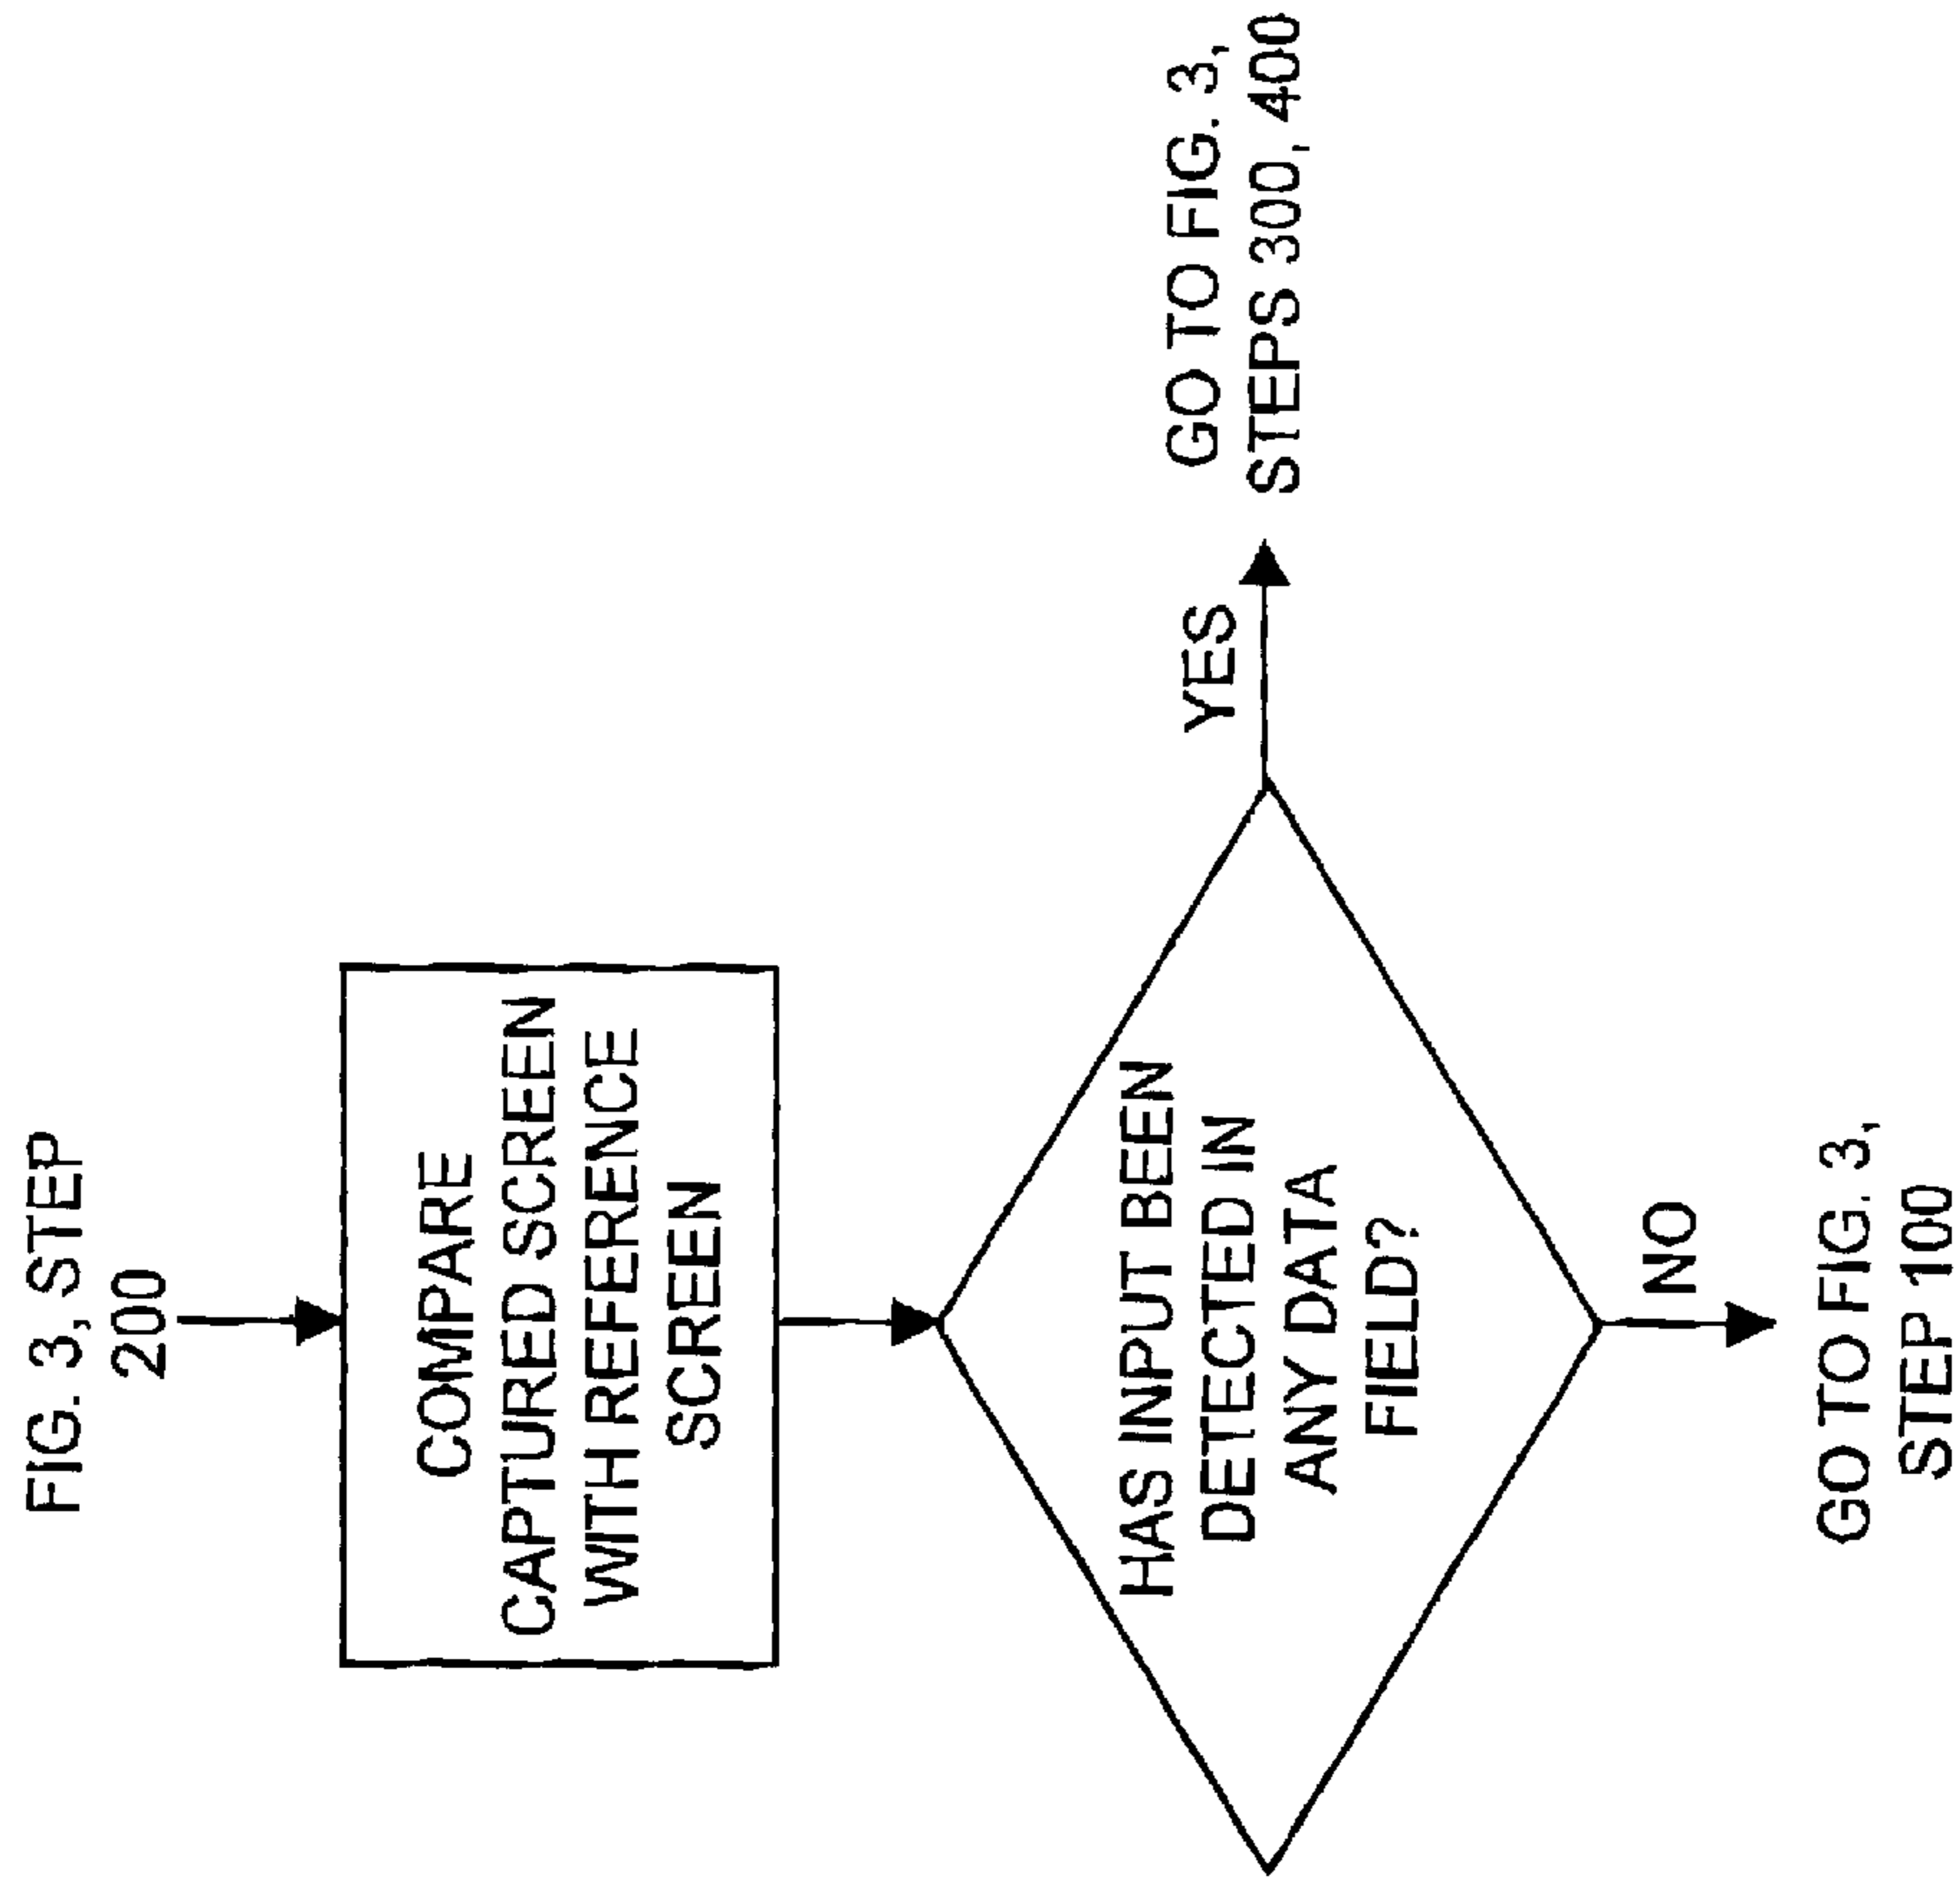 FIG. 3, STEP
200
COMPARE
CAPTURED SCREEN
WITH REFERENCE
SCREEN
HAS INPUT BEEN
DETECTED IN
ANY DATA
FIELD?
YES
GO TO FIG. 3,
STEPS 300, 400
NO
GO TO FIG. 3,
STEP 100